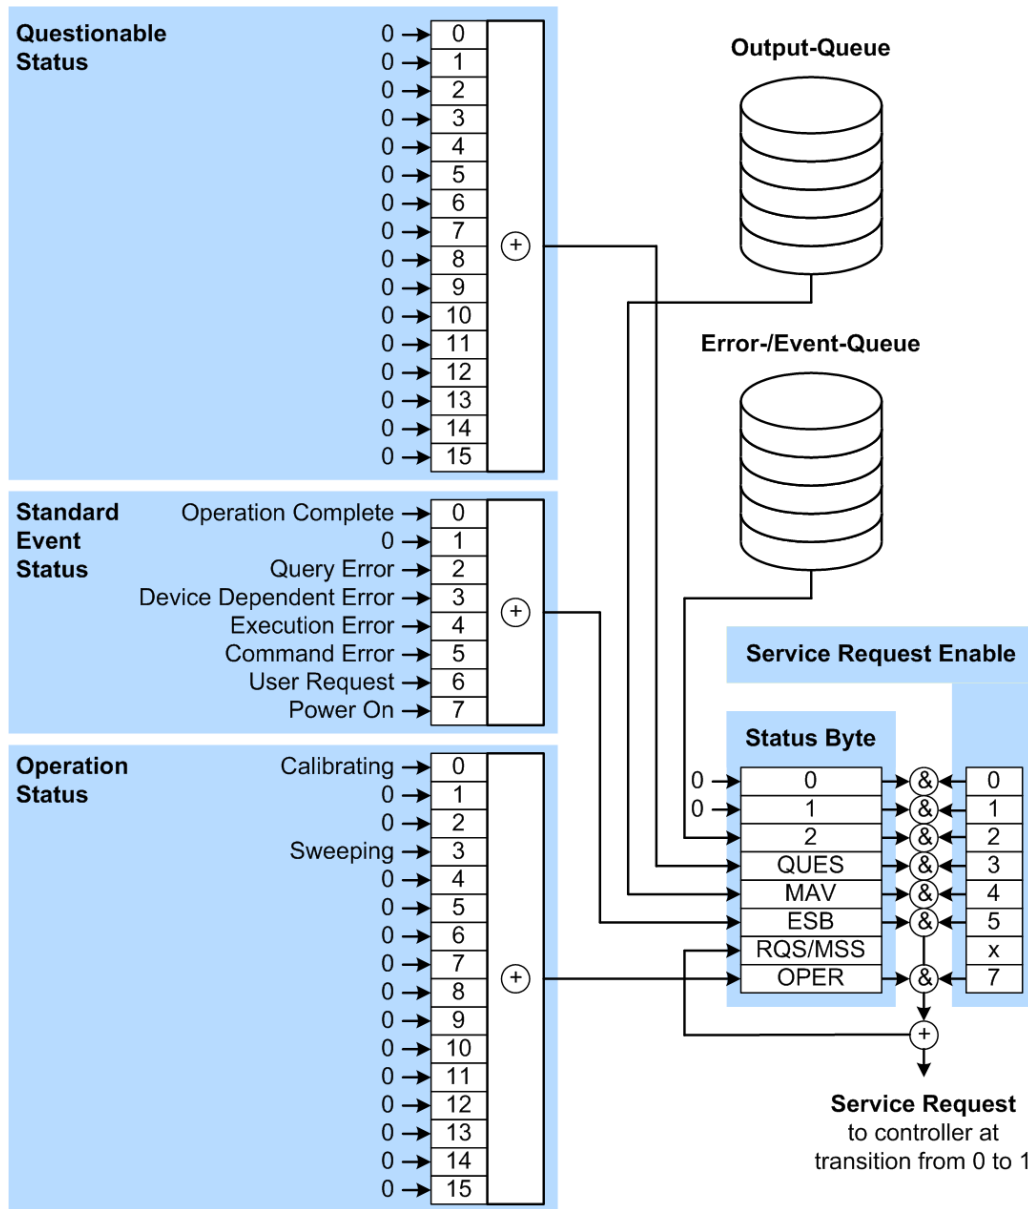 Questionable
Status
0 0
0 1
0 2
0 3
0 4
0 5
0 6
0 7
0 8
0 9
0 10
0 11
0 12
0 13
0 14
0 15
+
Output-Queue
Error-/Event-Queue
Standard
Event
Status
Operation Complete 0
0 1
Query Error 2
Device Dependent Error 3
Execution Error 4
Command Error 5
User Request 6
Power On 7
+
Operation
Status
Calibrating 0
0 1
0 2
Sweeping 3
0 4
0 5
0 6
0 7
0 8
0 9
0 10
0 11
0 12
0 13
0 14
0 15
+
Service Request Enable
Status Byte
0 0 & 0
0 1 & 1
2 & 2
QUES & 3
MAV & 4
ESB & 5
RQS/MSS x
OPER & 7
+
Service Request
to controller at
transition from 0 to 1